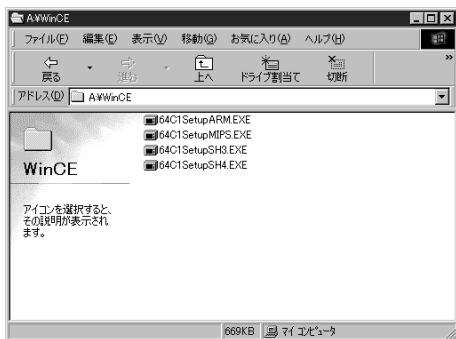 A:¥WinCE
ファイル(F) 編集(E) 表示(V) 移動(G) お気に入り(A) ヘルプ(H)
戻る 進む 上へ ドライブ割当て 切断 »
アドレス(D) A:¥WinCE
64C1SetupARM.EXE
64C1SetupMIPS.EXE
64C1SetupSH3.EXE
64C1SetupSH4.EXE
WinCE
アイコンを選択すると、
その説明が表示され
ます。
669KB マイ コンピュータ